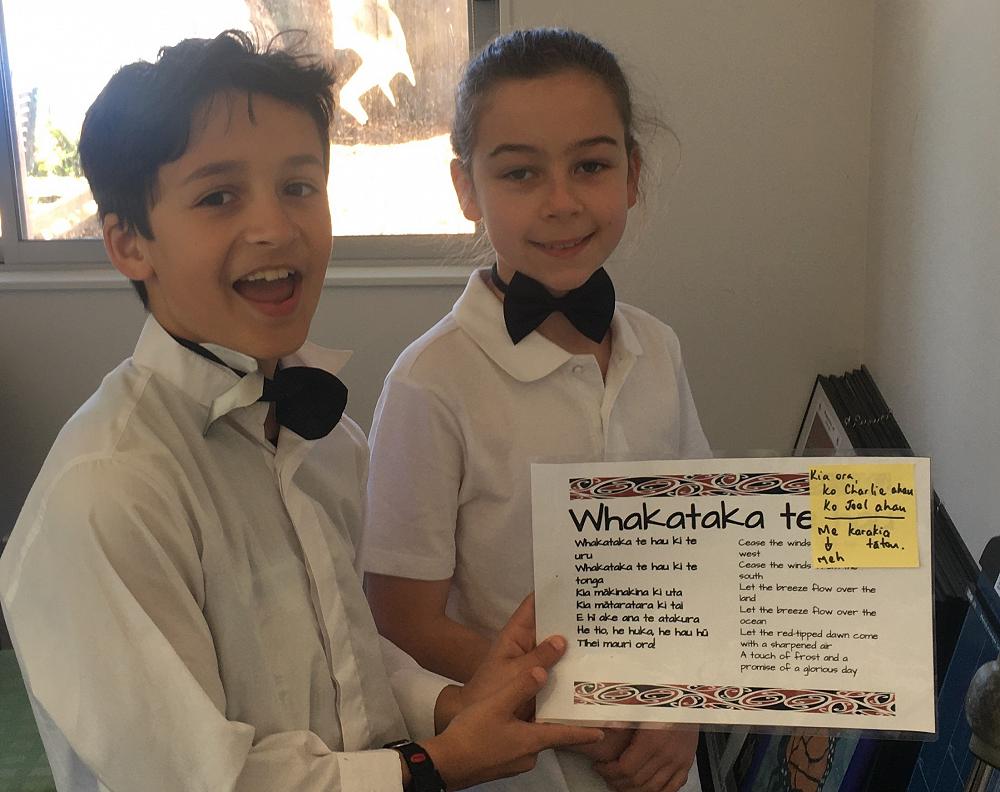 Whakataka te
Whakataka te hau ki te
uru
Whakataka te hau ki te
tonga
Kia mākinakina ki uta
Kia mātaratara ki tai
E hī ake ana te atakura
He tio, he huka, he hau hū
Tīhei mauri ora!
Cease the winds
west
Cease the winds from the
south
Let the breeze flow over the
land
Let the breeze flow over the
ocean
Let the red-tipped dawn come
with a sharpened air
A touch of frost and a
promise of a glorious day
Kia ora,
ko Charlie ahau
ko Joel ahau
Me karakia
tātou.
meh